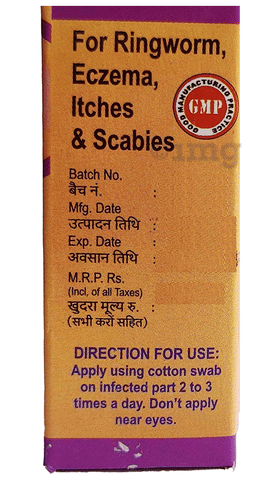 For Ringworm,
Eczema,
Itches
& Scabies
GOOD MANUFACTURING PRACTICE
GMP
1mg
Batch No.
बैच नं. :
Mfg. Date
उत्पादन तिथि :
Exp. Date
अवसान तिथि :
M.R.P. Rs.
(Incl, of all Taxes)
खुदरा मूल्य रु. :
(सभी करों सहित)
DIRECTION FOR USE:
Apply using cotton swab
on infected part 2 to 3
times a day. Don't apply
near eyes.